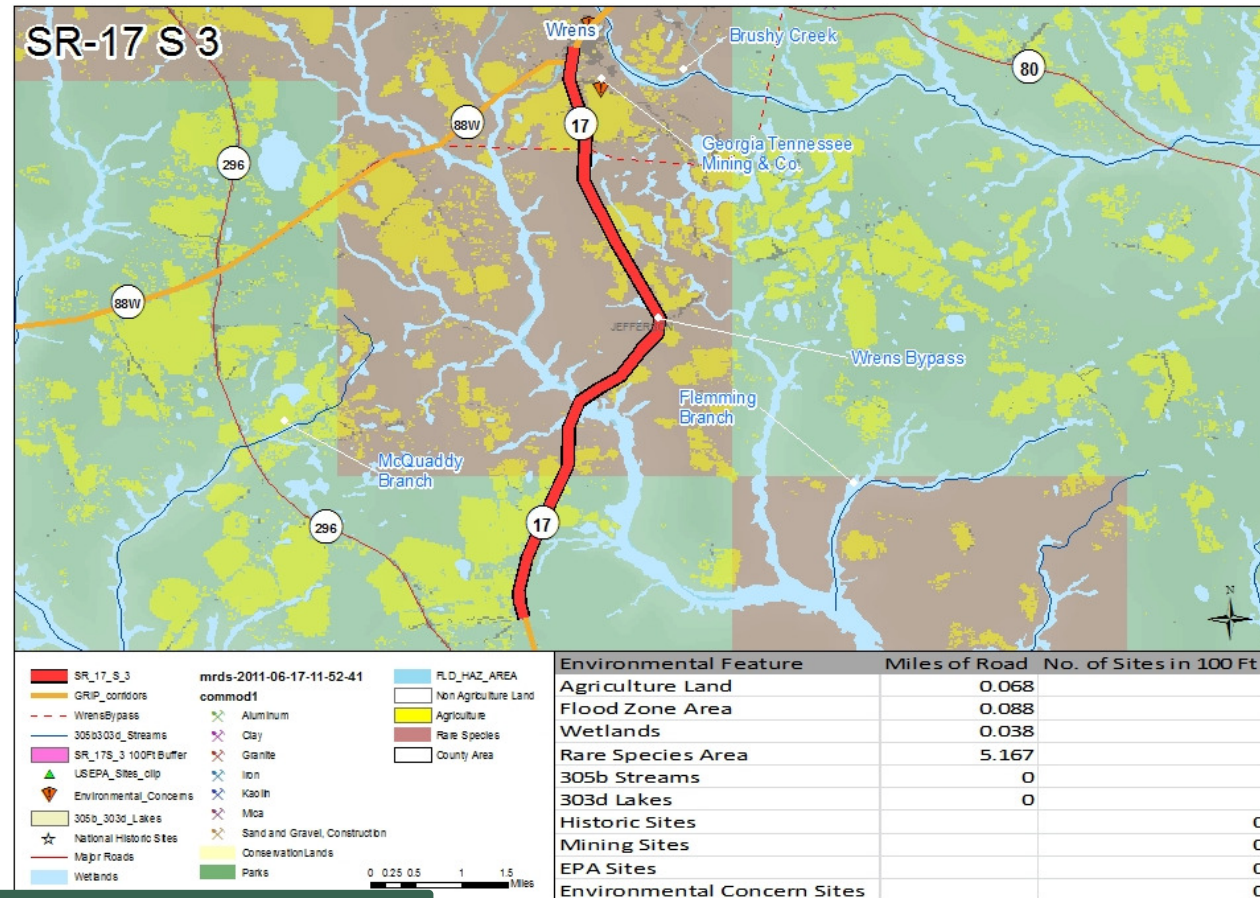 SR-17 S 3
Wrens
Brushy Creek
80
88W
17
296
Georgia Tennessee
Mining & Co.
88W
JEFFERSON
Wrens Bypass
Flemming
Branch
McQuaddy
Branch
17
296
N
SR_17_S_3
GRIP_corridors
WrensBypass
305b303d_Streams
SR_17S_3 100Ft Buffer
USEPA_Sites_clip
Environmental_Concerns
305b_303d_Lakes
National Historic Sites
Major Roads
Wetlands
mrds-2011-06-17-11-52-41
commod1
Aluminum
Clay
Granite
Iron
Kaolin
Mica
Sand and Gravel, Construction
Conservation Lands
Parks
FLD_HAZ_AREA
Non Agriculture Land
Agriculture
Rare Species
County Area
0 0.25 0.5 1 1.5
Miles
Environmental Feature Miles of Road No. of Sites in 100 Ft
Agriculture Land 0.068
Flood Zone Area 0.088
Wetlands 0.038
Rare Species Area 5.167
305b Streams 0
303d Lakes 0
Historic Sites 0
Mining Sites 0
EPA Sites 0
Environmental Concern Sites 0